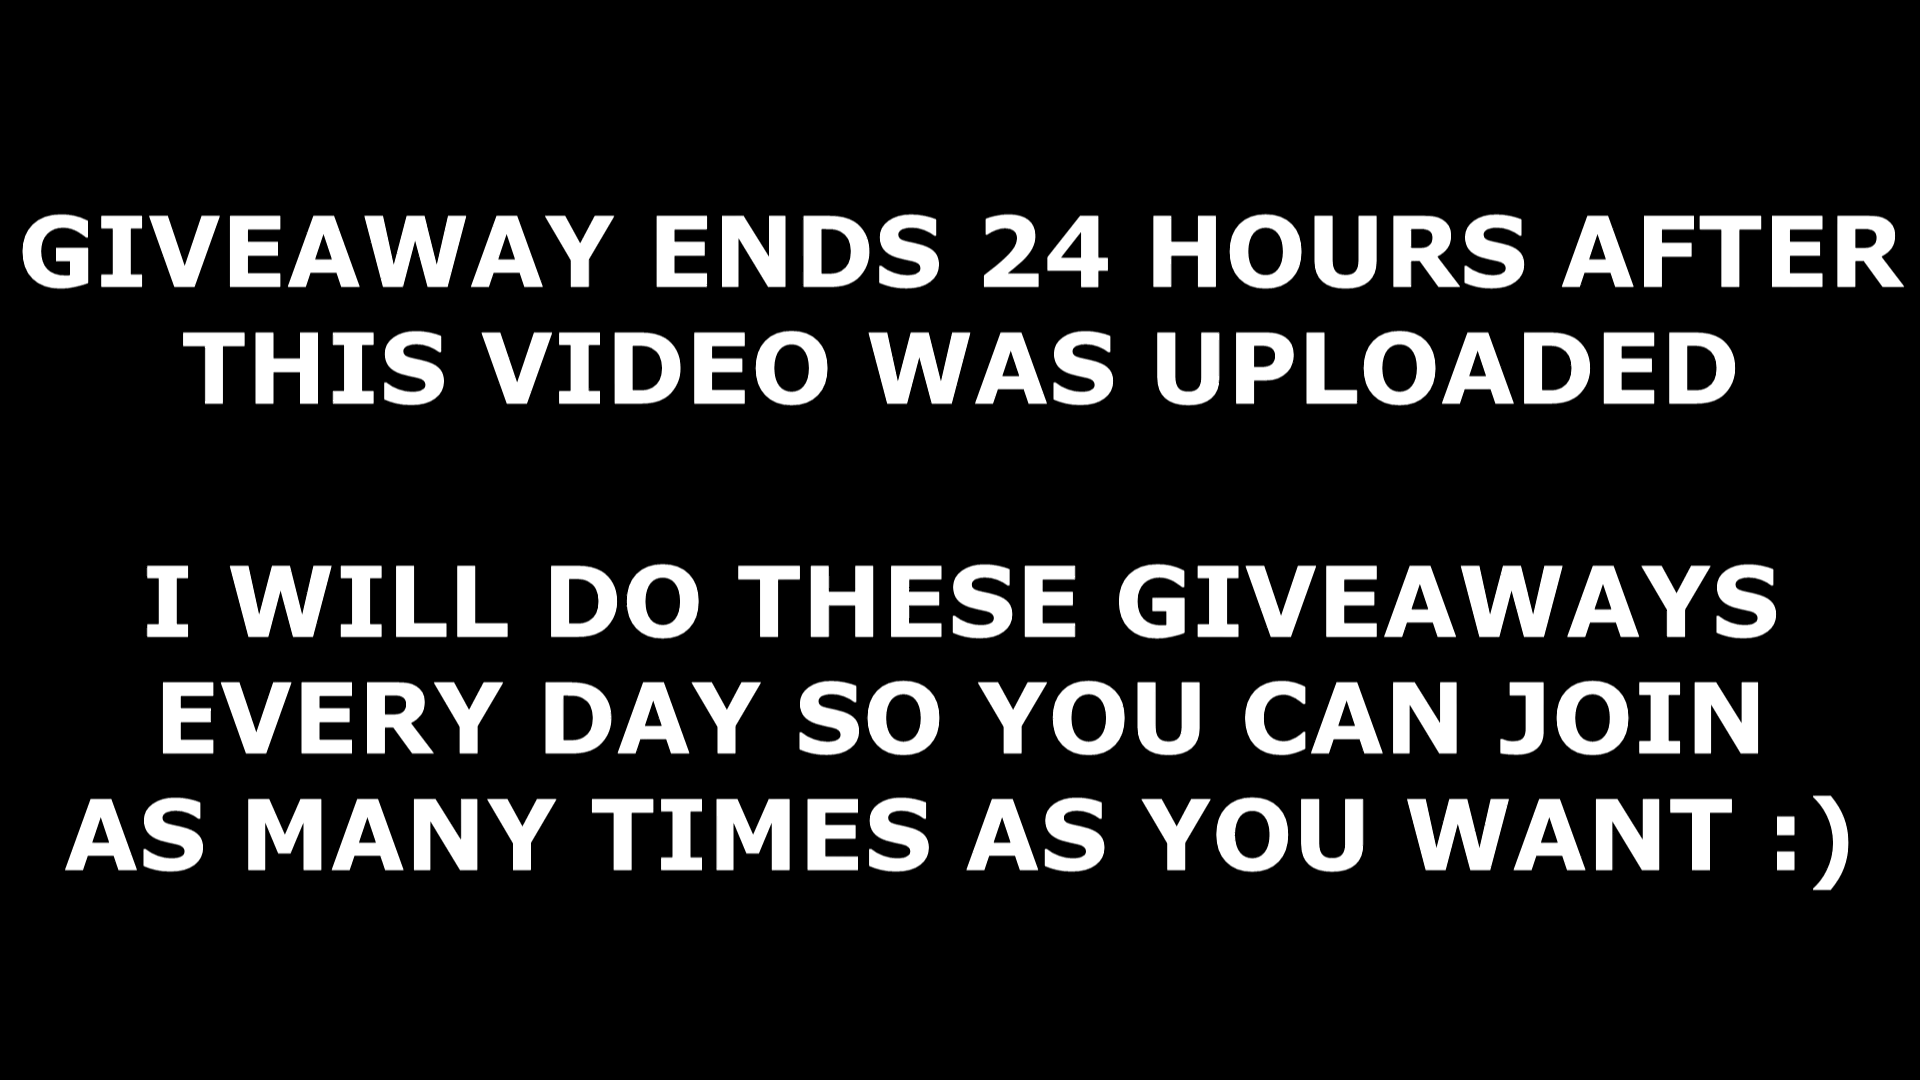 GIVEAWAY ENDS 24 HOURS AFTER
THIS VIDEO WAS UPLOADED
I WILL DO THESE GIVEAWAYS
EVERY DAY SO YOU CAN JOIN
AS MANY TIMES AS YOU WANT :)